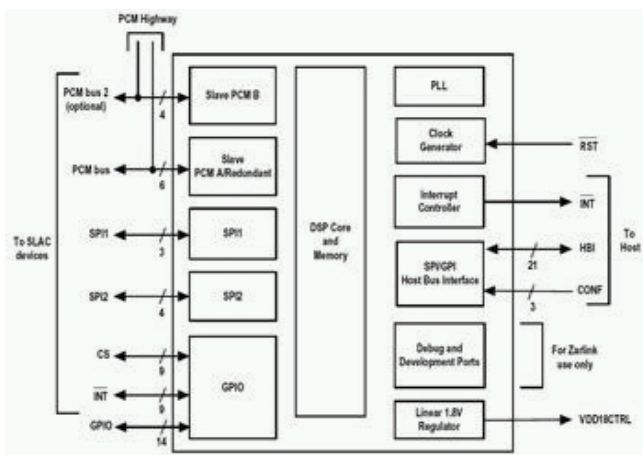 PCM Highway
PCM bus 2
(optional)
4
Slave PCM B
PCM bus
6
Slave
PCM A/Redundant
To SLAC
devices
SPI1
3
SPI1
SPI2
4
SPI2
CS
9
INT
9
GPIO
14
GPIO
DSP Core
and
Memory
PLL
Clock
Generator
RST
Interrupt
Controller
INT
SPI/GPI
Host Bus Interface
HBI
21
CONF
3
To
Host
Debug and
Development Ports
For Zarlink
use only
Linear 1.8V
Regulator
VDD18CTRL